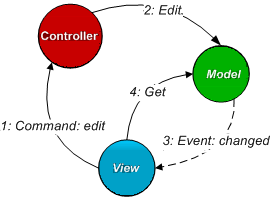 2: Edit
Controller
Model
4: Get
1: Command: edit
3: Event: changed
View